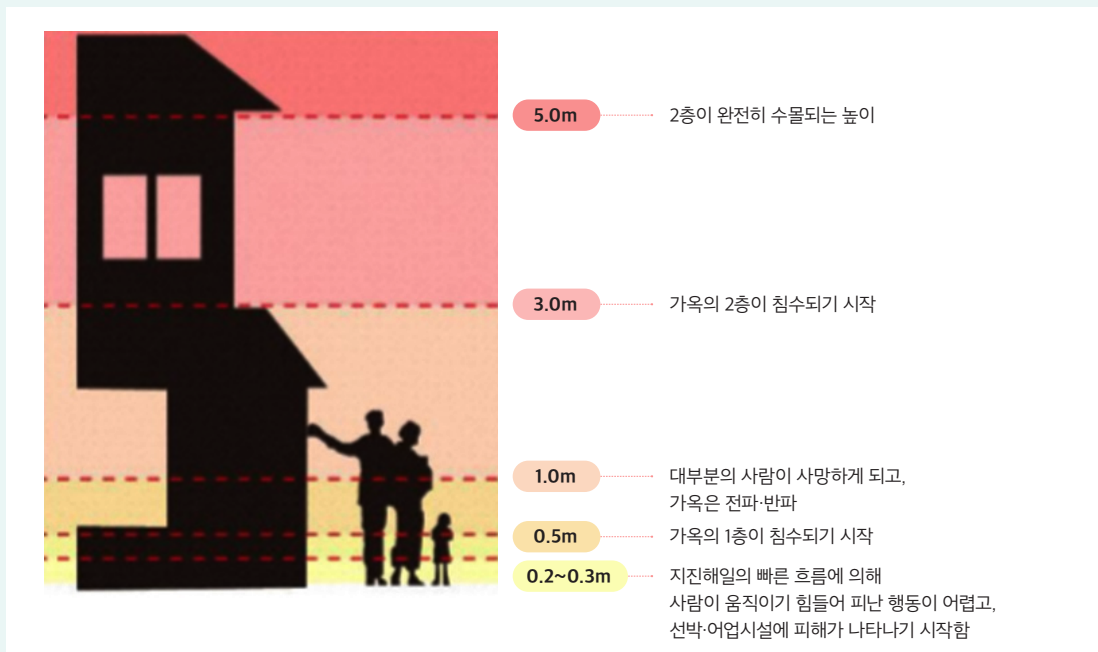 5.0m 2층이 완전히 수몰되는 높이
3.0m 가옥의 2층이 침수되기 시작
1.0m 대부분의 사람이 사망하게 되고,
가옥은 전파·반파
0.5m 가옥의 1층이 침수되기 시작
0.2~0.3m 지진해일의 빠른 흐름에 의해
사람이 움직이기 힘들어 피난 행동이 어렵고,
선박·어업시설에 피해가 나타나기 시작함